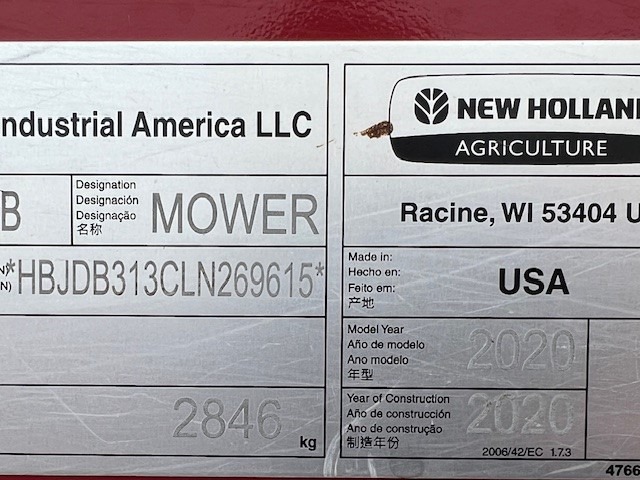 ndustrial America LLC
B
Designation
Designación
Designação
名称
MOWER
N)
N)
*HBJDB313CLN269615*
2846
kg
NEW HOLLAN
AGRICULTURE
Racine, WI 53404 U
Made in:
Hecho en:
Feito em:
产地
USA
Model Year
Año de modelo
Ano modelo
年型
2020
Year of Construction
Año de construcción
Ano de construção
制造年份
2020
2006/42/EC 1.7.3
4766